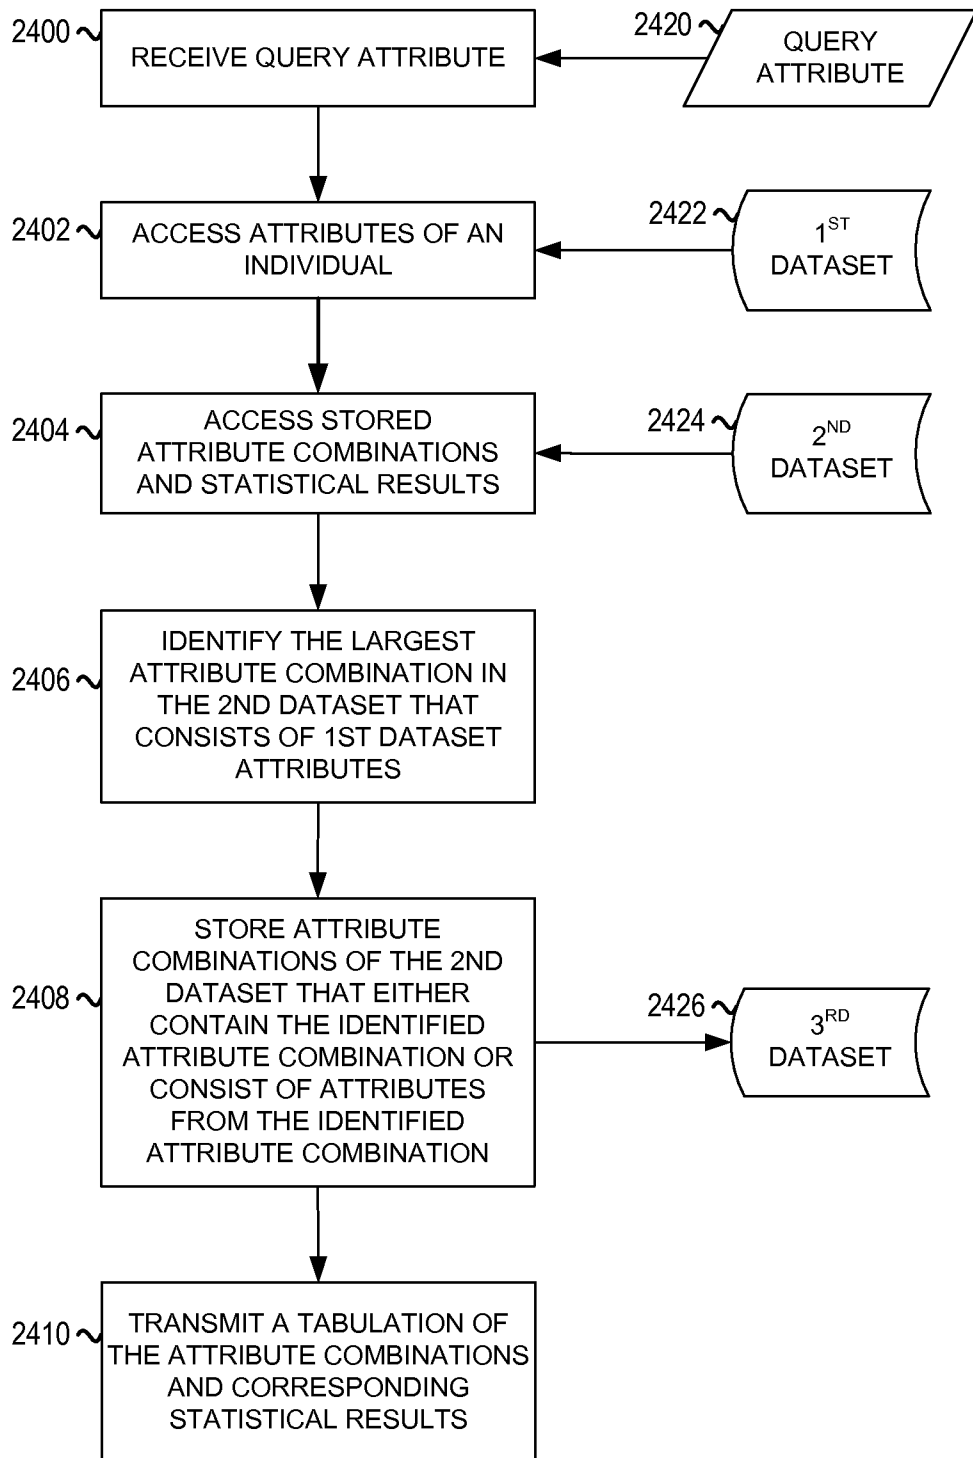 2400
RECEIVE QUERY ATTRIBUTE
2420
QUERY
ATTRIBUTE
2402
ACCESS ATTRIBUTES OF AN
INDIVIDUAL
2422
1ST
DATASET
2404
ACCESS STORED
ATTRIBUTE COMBINATIONS
AND STATISTICAL RESULTS
2424
2ND
DATASET
2406
IDENTIFY THE LARGEST
ATTRIBUTE COMBINATION IN
THE 2ND DATASET THAT
CONSISTS OF 1ST DATASET
ATTRIBUTES
2408
STORE ATTRIBUTE
COMBINATIONS OF THE 2ND
DATASET THAT EITHER
CONTAIN THE IDENTIFIED
ATTRIBUTE COMBINATION OR
CONSIST OF ATTRIBUTES
FROM THE IDENTIFIED
ATTRIBUTE COMBINATION
2426
3RD
DATASET
2410
TRANSMIT A TABULATION OF
THE ATTRIBUTE COMBINATIONS
AND CORRESPONDING
STATISTICAL RESULTS